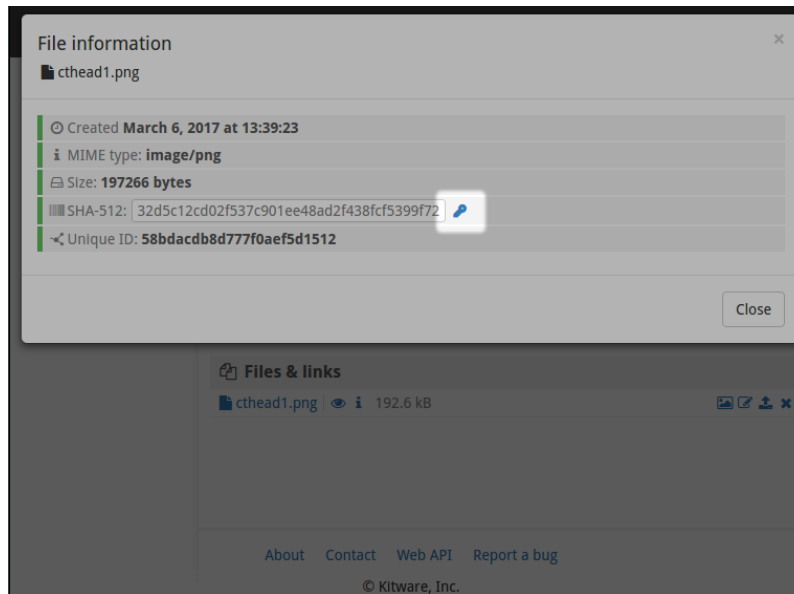 File information
×
cthead1.png
Created March 6, 2017 at 13:39:23
MIME type: image/png
Size: 197266 bytes
SHA-512: 32d5c12cd02f537c901ee48ad2f438fcf5399f72
Unique ID: 58bdacdb8d777f0aef5d1512
Close
Files & links
cthead1.png 192.6 kB
About Contact Web API Report a bug
© Kitware, Inc.